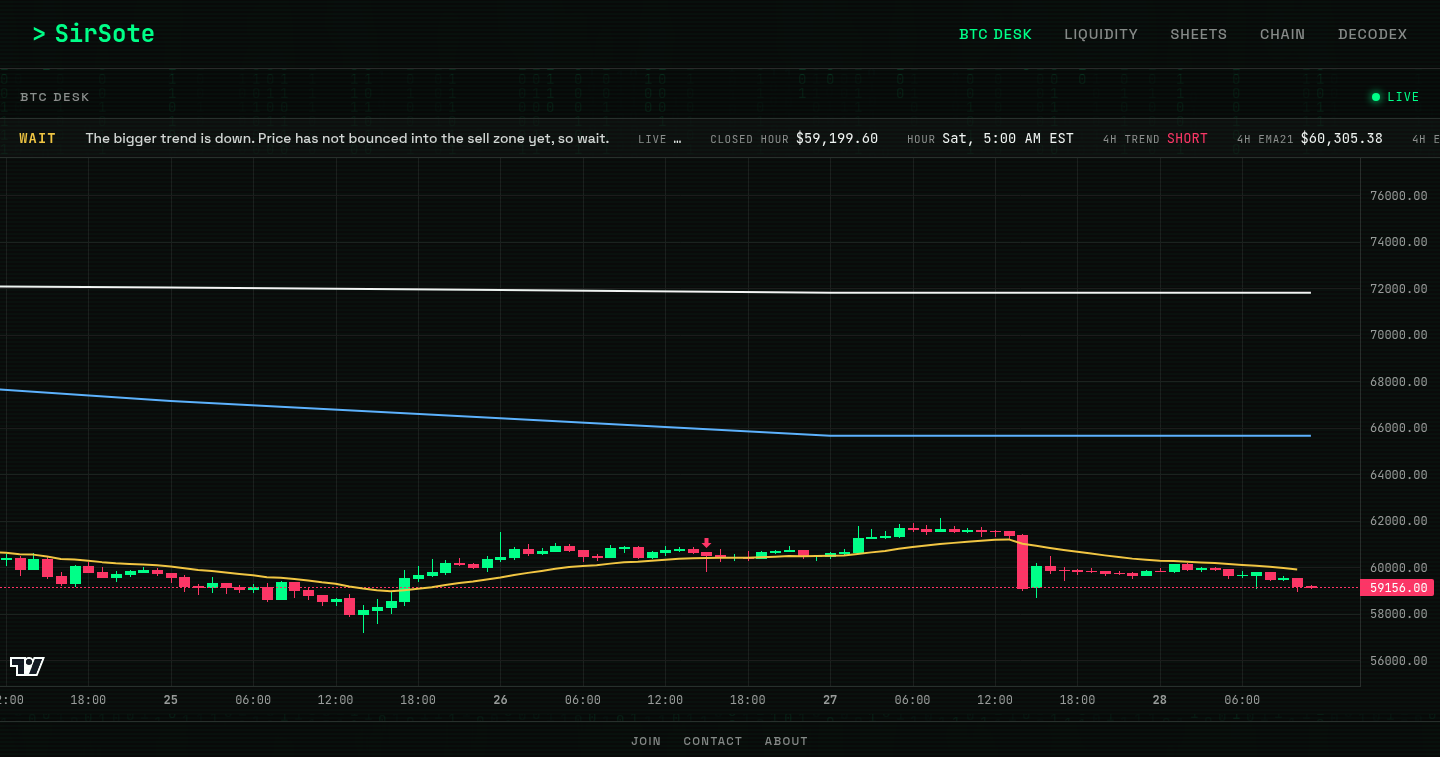 > SirSote
BTC DESK LIQUIDITY SHEETS CHAIN DECODEX
BTC DESK
LIVE
WAIT The bigger trend is down. Price has not bounced into the sell zone yet, so wait. LIVE … CLOSED HOUR $59,199.60 HOUR Sat, 5:00 AM EST 4H TREND SHORT 4H EMA21 $60,305.38 4H E
76000.00
74000.00
72000.00
70000.00
68000.00
66000.00
64000.00
62000.00
60000.00
59156.00
58000.00
56000.00
2:00 18:00 25 06:00 12:00 18:00 26 06:00 12:00 18:00 27 06:00 12:00 18:00 28 06:00
JOIN CONTACT ABOUT